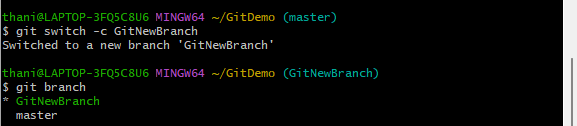 thani@LAPTOP-3FQ5C8U6 MINGW64 ~/GitDemo (master)
$ git switch -c GitNewBranch
Switched to a new branch 'GitNewBranch'
thani@LAPTOP-3FQ5C8U6 MINGW64 ~/GitDemo (GitNewBranch)
$ git branch
* GitNewBranch
  master